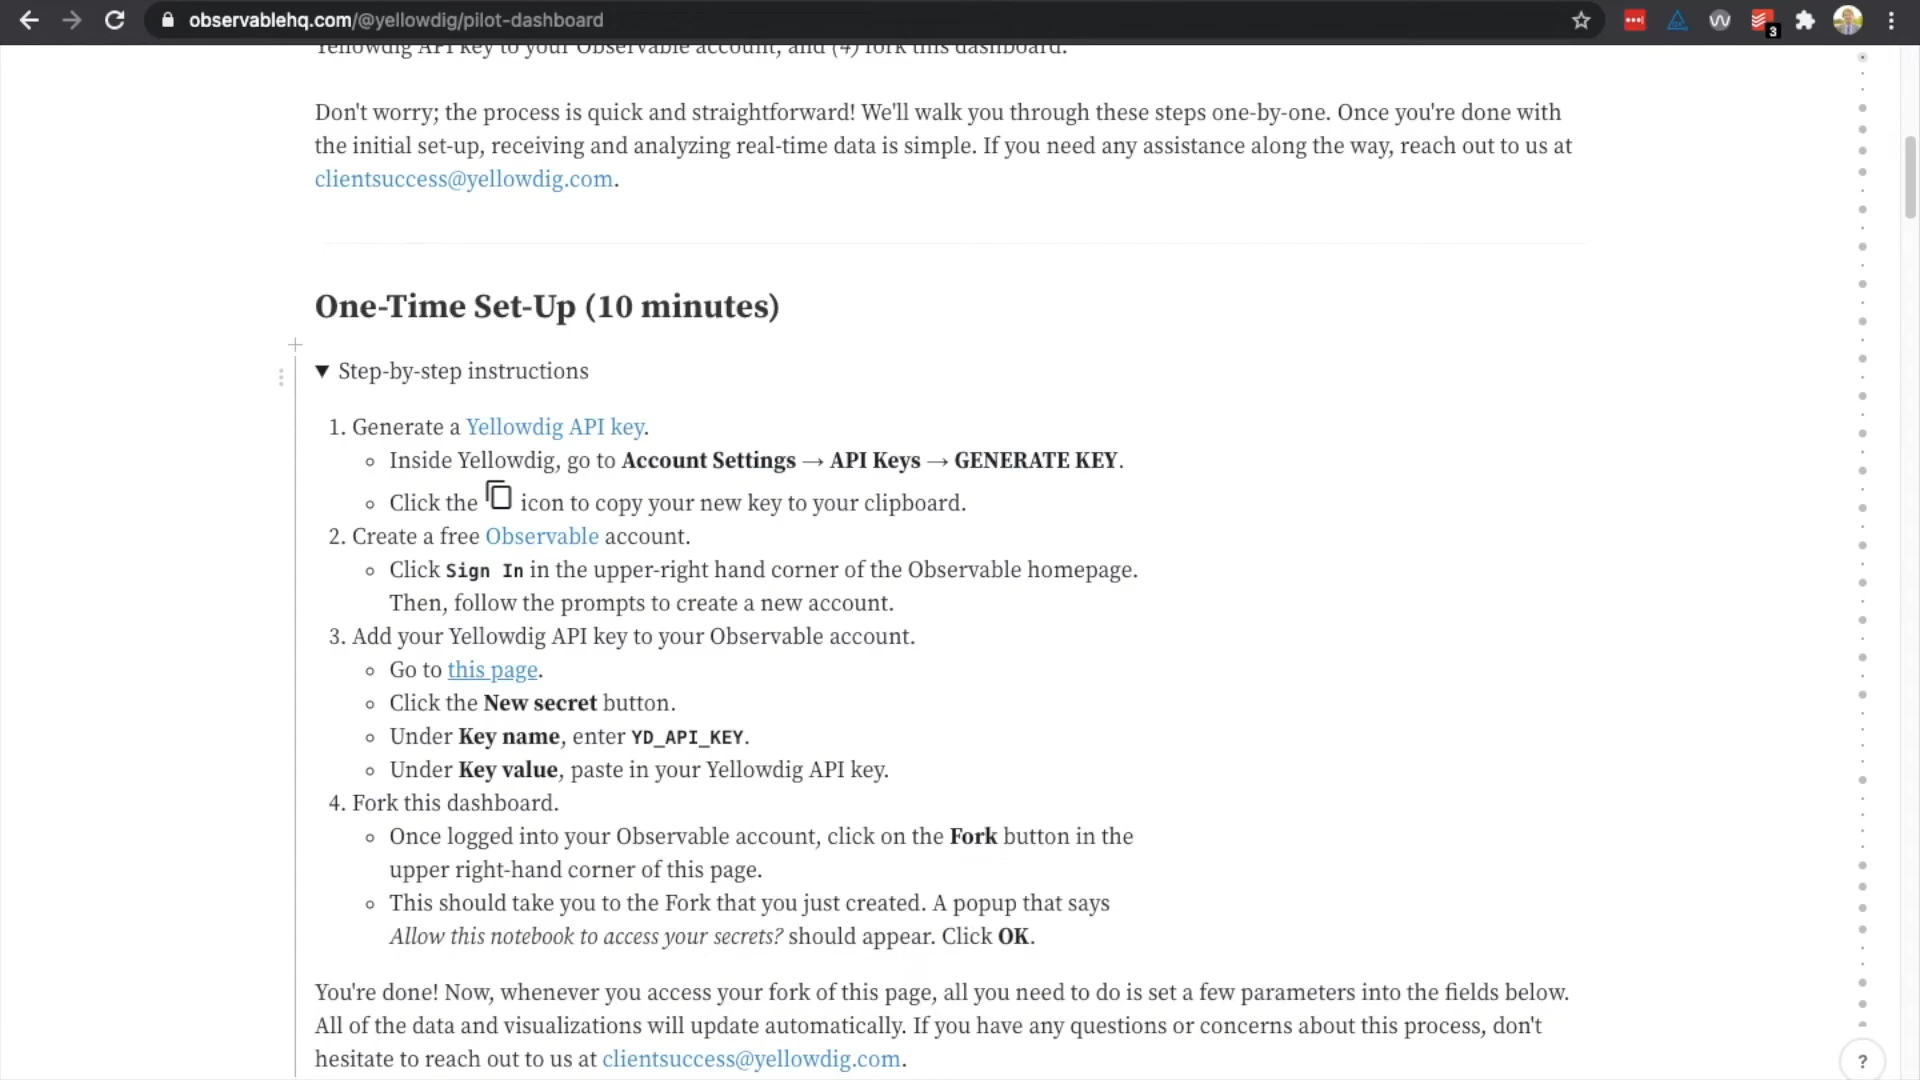 observablehq.com/@yellowdig/pilot-dashboard
3
Yellowdig API key to your Observable account, and (4) fork this dashboard.
Don't worry; the process is quick and straightforward! We'll walk you through these steps one-by-one. Once you're done with
the initial set-up, receiving and analyzing real-time data is simple. If you need any assistance along the way, reach out to us at
clientsuccess@yellowdig.com.
One-Time Set-Up (10 minutes)
▼ Step-by-step instructions
1. Generate a Yellowdig API key.
◦ Inside Yellowdig, go to Account Settings → API Keys → GENERATE KEY.
◦ Click the icon to copy your new key to your clipboard.
2. Create a free Observable account.
◦ Click Sign In in the upper-right hand corner of the Observable homepage.
Then, follow the prompts to create a new account.
3. Add your Yellowdig API key to your Observable account.
◦ Go to this page.
◦ Click the New secret button.
◦ Under Key name, enter YD_API_KEY.
◦ Under Key value, paste in your Yellowdig API key.
4. Fork this dashboard.
◦ Once logged into your Observable account, click on the Fork button in the
upper right-hand corner of this page.
◦ This should take you to the Fork that you just created. A popup that says
Allow this notebook to access your secrets? should appear. Click OK.
You're done! Now, whenever you access your fork of this page, all you need to do is set a few parameters into the fields below.
All of the data and visualizations will update automatically. If you have any questions or concerns about this process, don't
hesitate to reach out to us at clientsuccess@yellowdig.com.
?